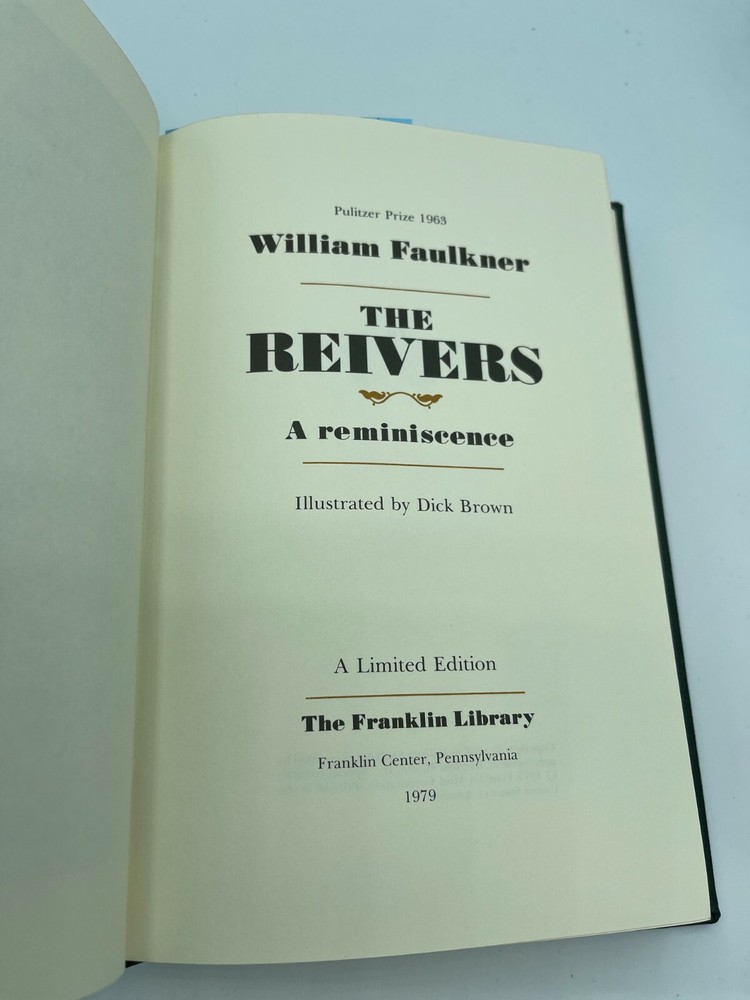 Pulitzer Prize 1963
William Faulkner
THE
REIVERS
A reminiscence
Illustrated by Dick Brown
A Limited Edition
The Franklin Library
Franklin Center, Pennsylvania
1979